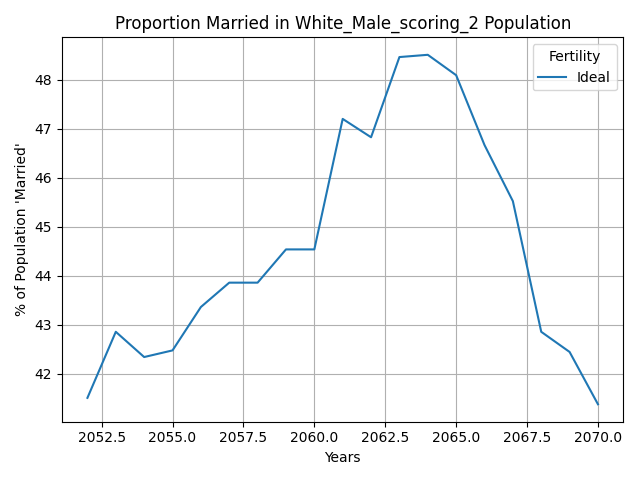 Proportion Married in White_Male_scoring_2 Population
Fertility
Ideal
% of Population 'Married'
48
47
46
45
44
43
42
2052.5 2055.0 2057.5 2060.0 2062.5 2065.0 2067.5 2070.0
Years